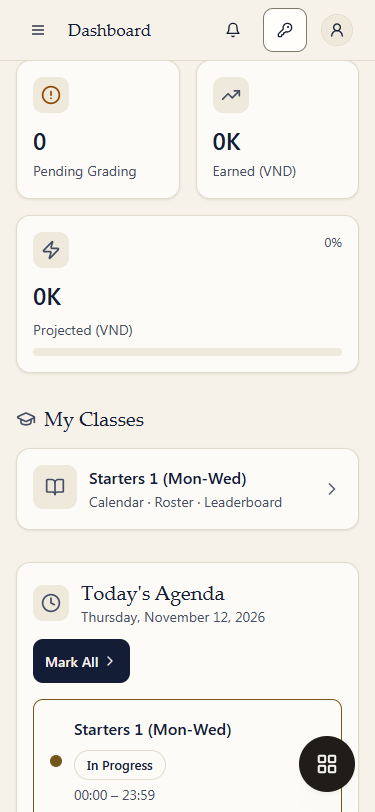 Dashboard
0
Pending Grading
0K
Earned (VND)
0%
0K
Projected (VND)
My Classes
Starters 1 (Mon-Wed)
Calendar · Roster · Leaderboard
Today's Agenda
Thursday, November 12, 2026
Mark All
Starters 1 (Mon-Wed)
In Progress
00:00 – 23:59